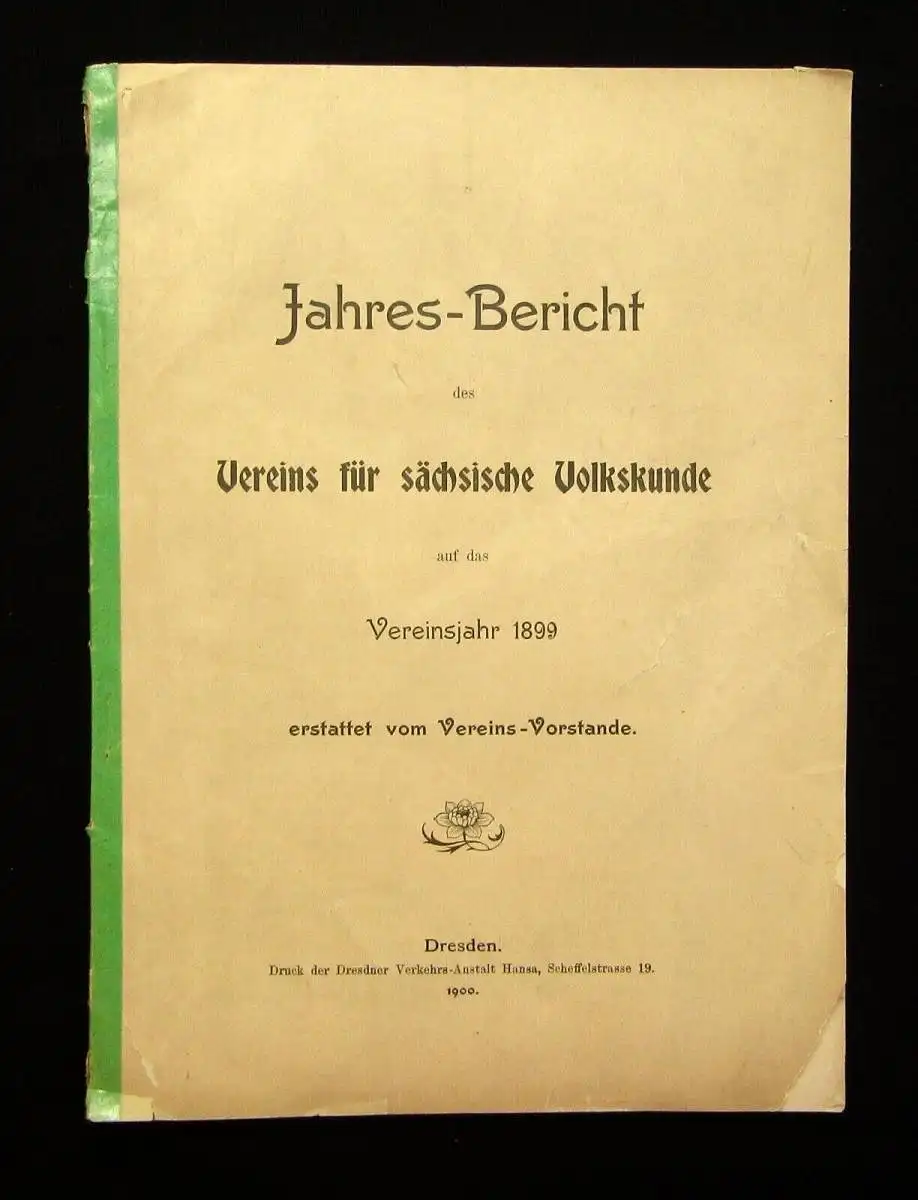 Jahres-Bericht
des
Vereins für sächsische Volkskunde
auf das
Vereinsjahr 1899
erstattet vom Vereins-Vorstande.
Dresden.
Druck der Dresdner Verkehrs-Anstalt Hansa, Scheffelstrasse 19.
1900.